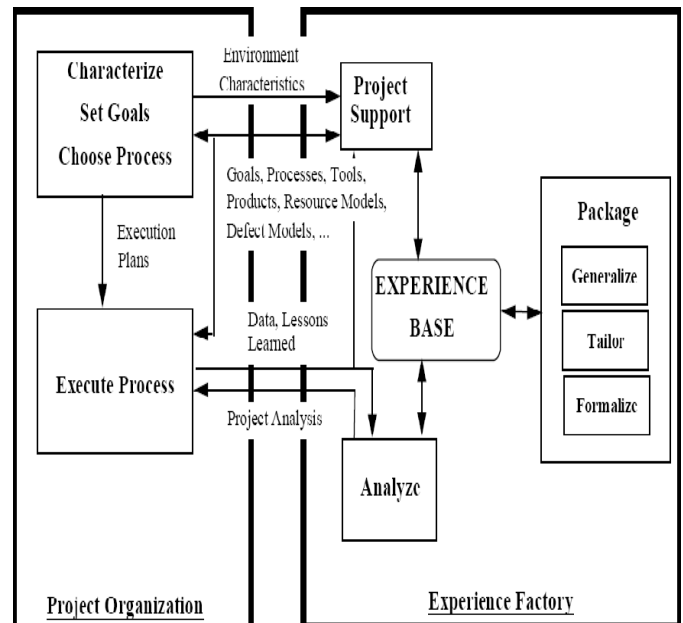 Characterize
Set Goals
Choose Process
Environment
Characteristics
Project
Support
Goals, Processes, Tools,
Products, Resource Models,
Defect Models, ...
Execution
Plans
Package
Generalize
Tailor
Formalize
EXPERIENCE
BASE
Data, Lessons
Learned
Execute Process
Project Analysis
Analyze
Project Organization
Experience Factory